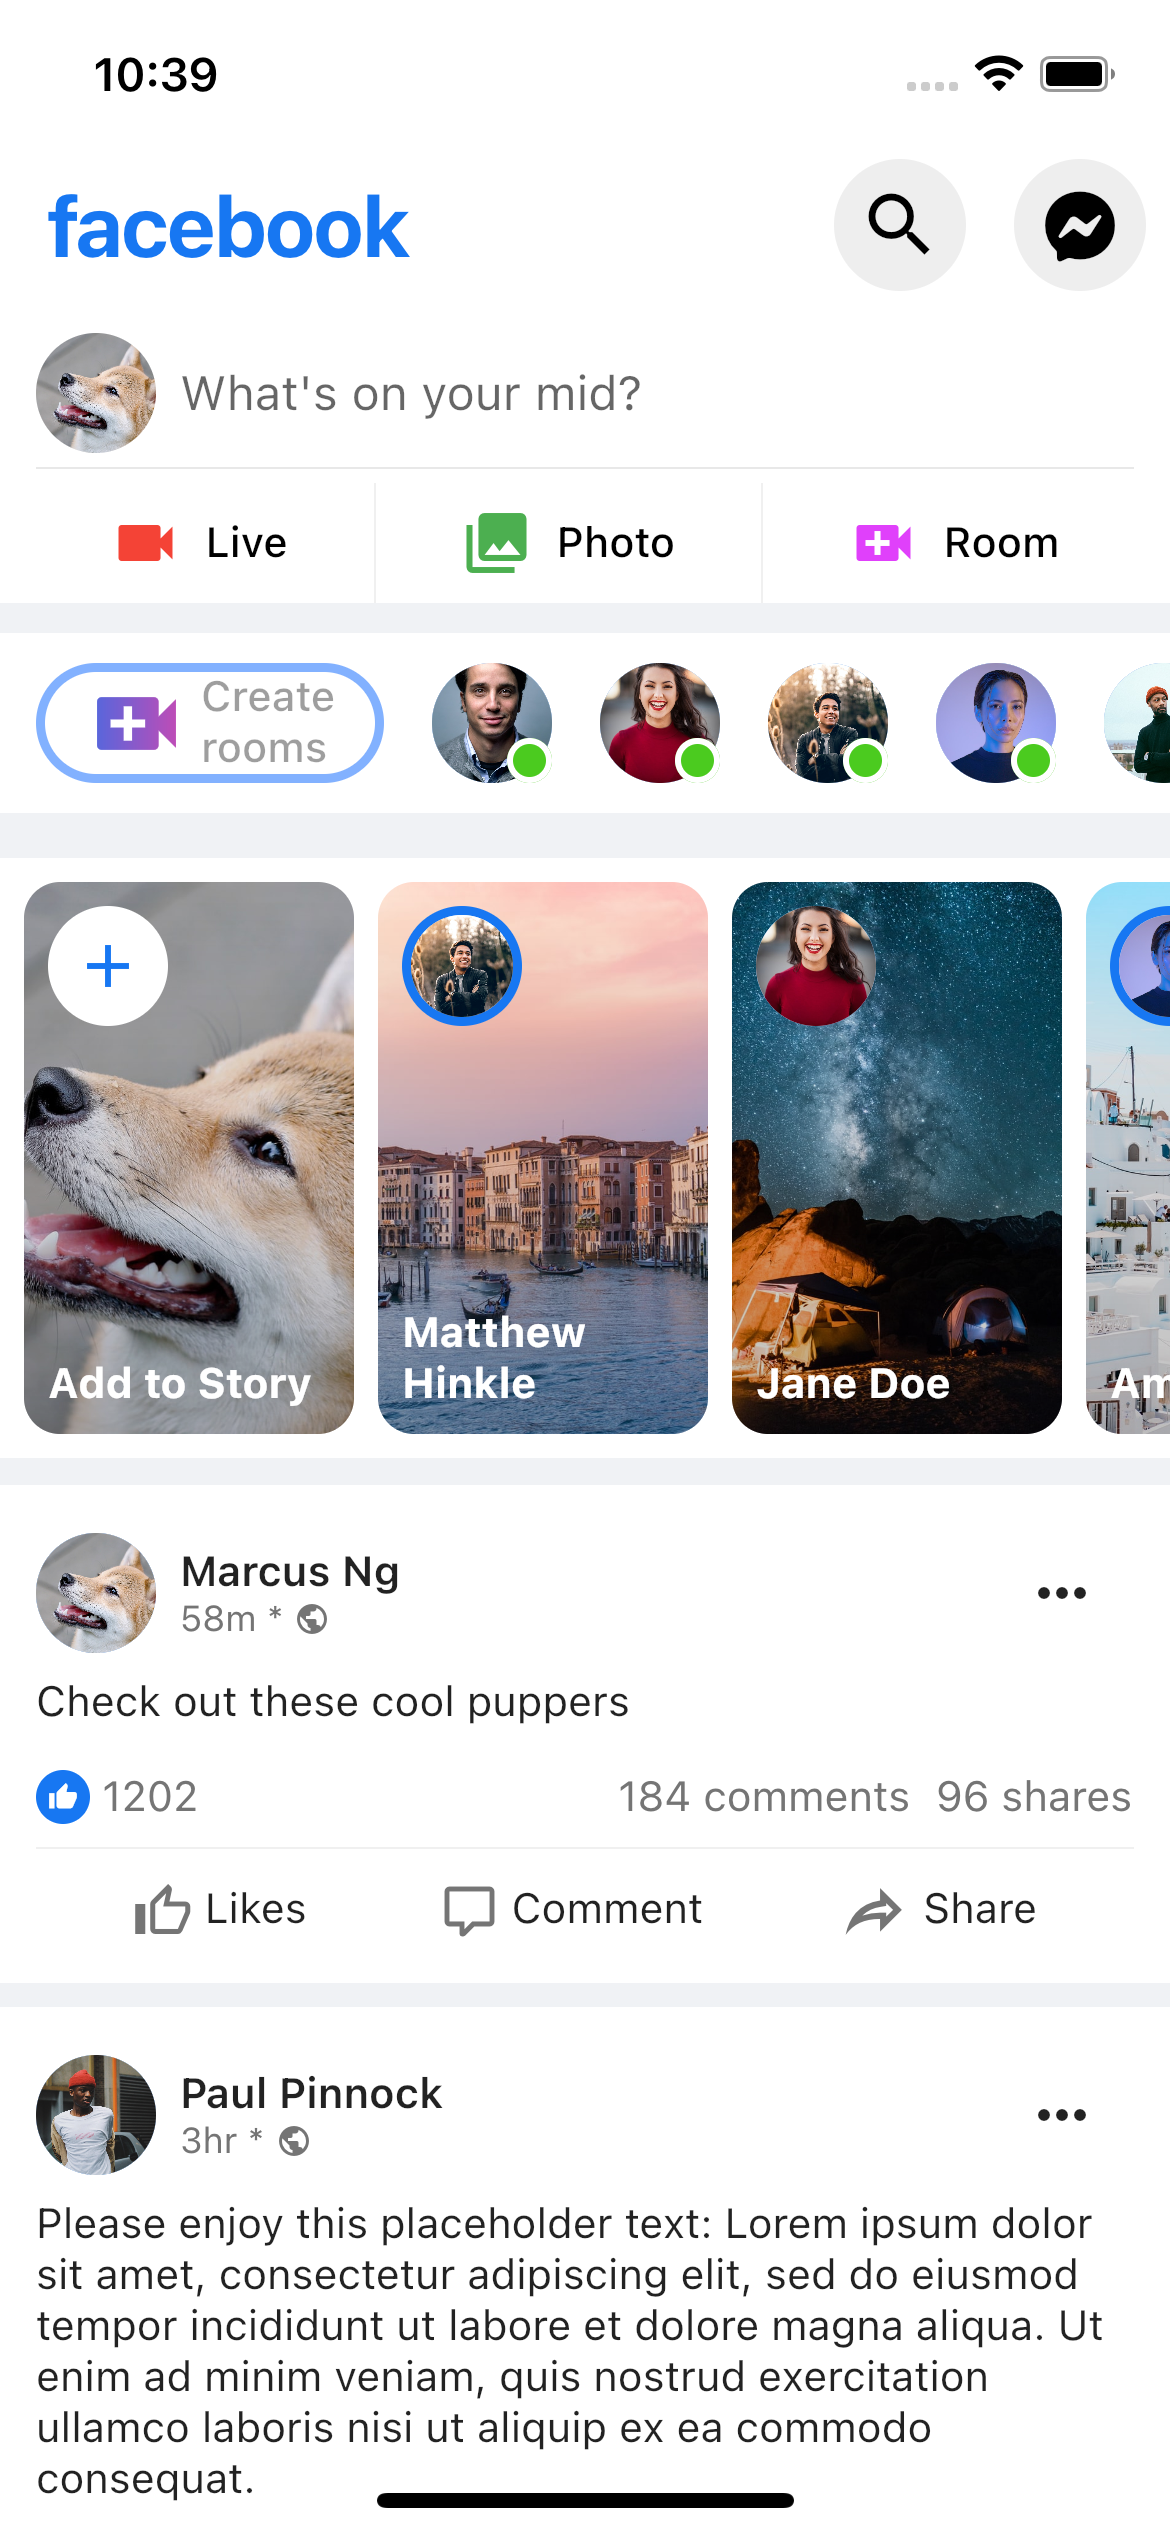 10:39
facebook
What's on your mid?
Live
Photo
Room
Create
rooms
Add to Story
Matthew
Hinkle
Jane Doe
Am
Marcus Ng
58m *
Check out these cool puppers
1202
184 comments 96 shares
Likes
Comment
Share
Paul Pinnock
3hr *
Please enjoy this placeholder text: Lorem ipsum dolor
sit amet, consectetur adipiscing elit, sed do eiusmod
tempor incididunt ut labore et dolore magna aliqua. Ut
enim ad minim veniam, quis nostrud exercitation
ullamco laboris nisi ut aliquip ex ea commodo
consequat.